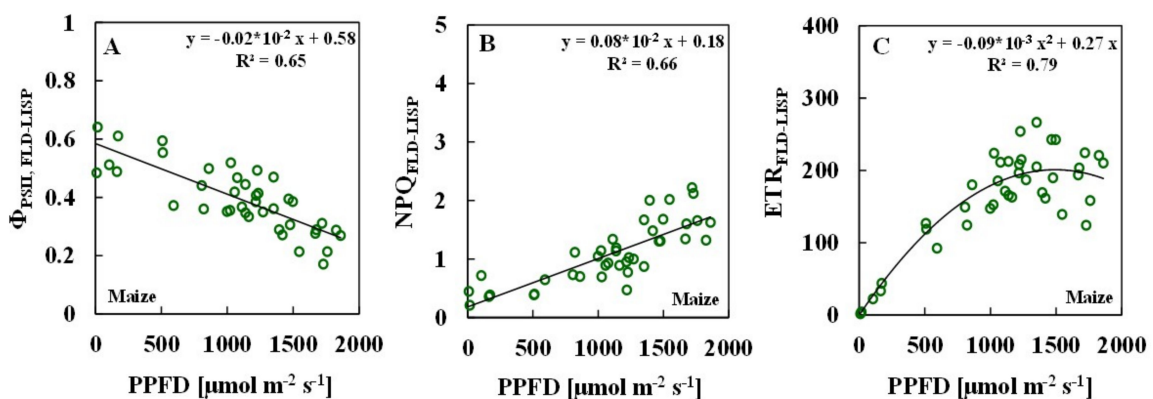 A
y = -0.02*10⁻² x + 0.58
R² = 0.65
1
0.8
0.6
0.4
0.2
0
Φ_PSII, FLD-LISP
Maize
0 500 1000 1500 2000
PPFD [µmol m⁻² s⁻¹]
B
y = 0.08*10⁻² x + 0.18
R² = 0.66
5
4
3
2
1
0
NPQ_FLD-LISP
Maize
0 500 1000 1500 2000
PPFD [µmol m⁻² s⁻¹]
C
y = -0.09*10⁻³ x² + 0.27 x
R² = 0.79
400
300
200
100
0
ETR_FLD-LISP
Maize
0 500 1000 1500 2000
PPFD [µmol m⁻² s⁻¹]